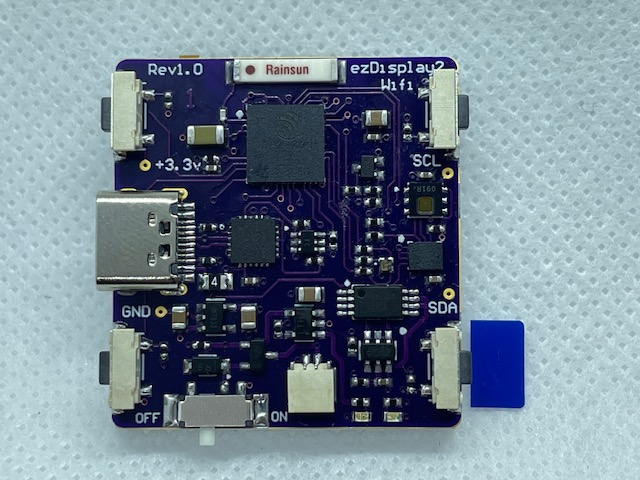 OFF
GND
+3.3v
Rev1.0
ON
Rainsun
ezDisplay2
Wifi
SDA
SCL